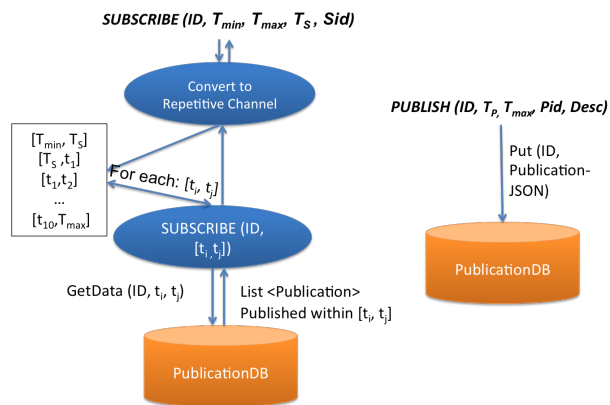 SUBSCRIBE (ID, Tmin, Tmax, TS, Sid)
Convert to
Repetitive Channel
[Tmin, TS]
[TS ,t1]
[t1,t2]
...
[t10,Tmax]
For each: [ti, tj]
SUBSCRIBE (ID,
[ti,tj])
GetData (ID, ti, tj)
List <Publication>
Published within [ti, tj]
PublicationDB
PUBLISH (ID, TP, Tmax, Pid, Desc)
Put (ID,
Publication-
JSON)
PublicationDB